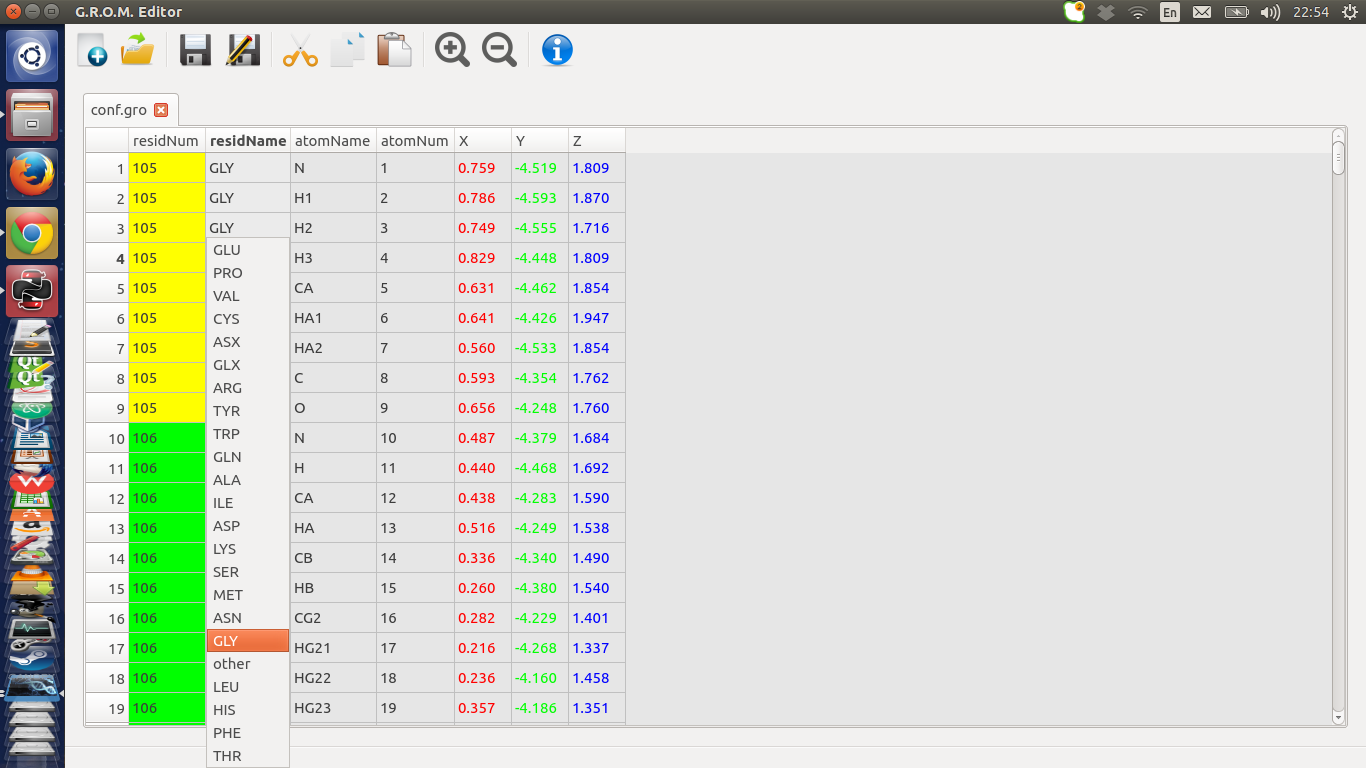 G.R.O.M. Editor En 22:54
conf.gro
residNum residName atomName atomNum X Y Z
1 105 GLY N 1 0.759 -4.519 1.809
2 105 GLY H1 2 0.786 -4.593 1.870
3 105 GLY H2 3 0.749 -4.555 1.716
4 105 H3 4 0.829 -4.448 1.809
5 105 CA 5 0.631 -4.462 1.854
6 105 HA1 6 0.641 -4.426 1.947
7 105 HA2 7 0.560 -4.533 1.854
8 105 C 8 0.593 -4.354 1.762
9 105 O 9 0.656 -4.248 1.760
10 106 N 10 0.487 -4.379 1.684
11 106 H 11 0.440 -4.468 1.692
12 106 CA 12 0.438 -4.283 1.590
13 106 HA 13 0.516 -4.249 1.538
14 106 CB 14 0.336 -4.340 1.490
15 106 HB 15 0.260 -4.380 1.540
16 106 CG2 16 0.282 -4.229 1.401
17 106 HG21 17 0.216 -4.268 1.337
18 106 HG22 18 0.236 -4.160 1.458
19 106 HG23 19 0.357 -4.186 1.351
GLU
PRO
VAL
CYS
ASX
GLX
ARG
TYR
TRP
GLN
ALA
ILE
ASP
LYS
SER
MET
ASN
GLY
other
LEU
HIS
PHE
THR